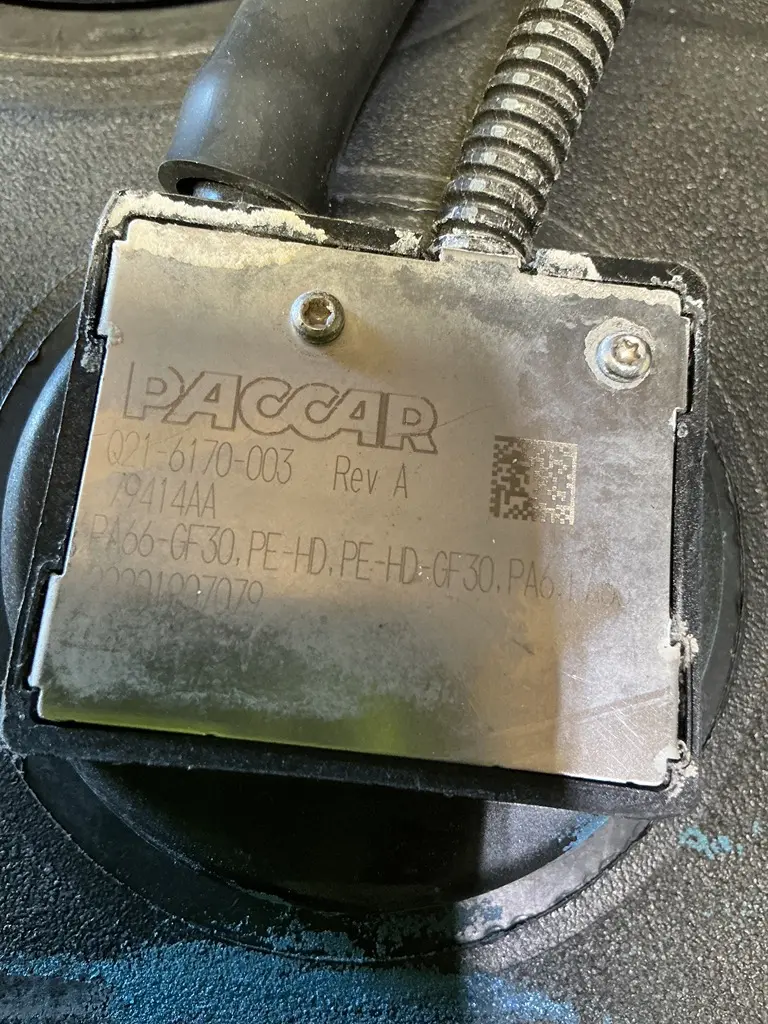 PACCAR
Q21-6170-003 Rev A
79414AA
PA66-GF30, PE-HD, PE-HD-GF30, PA6,